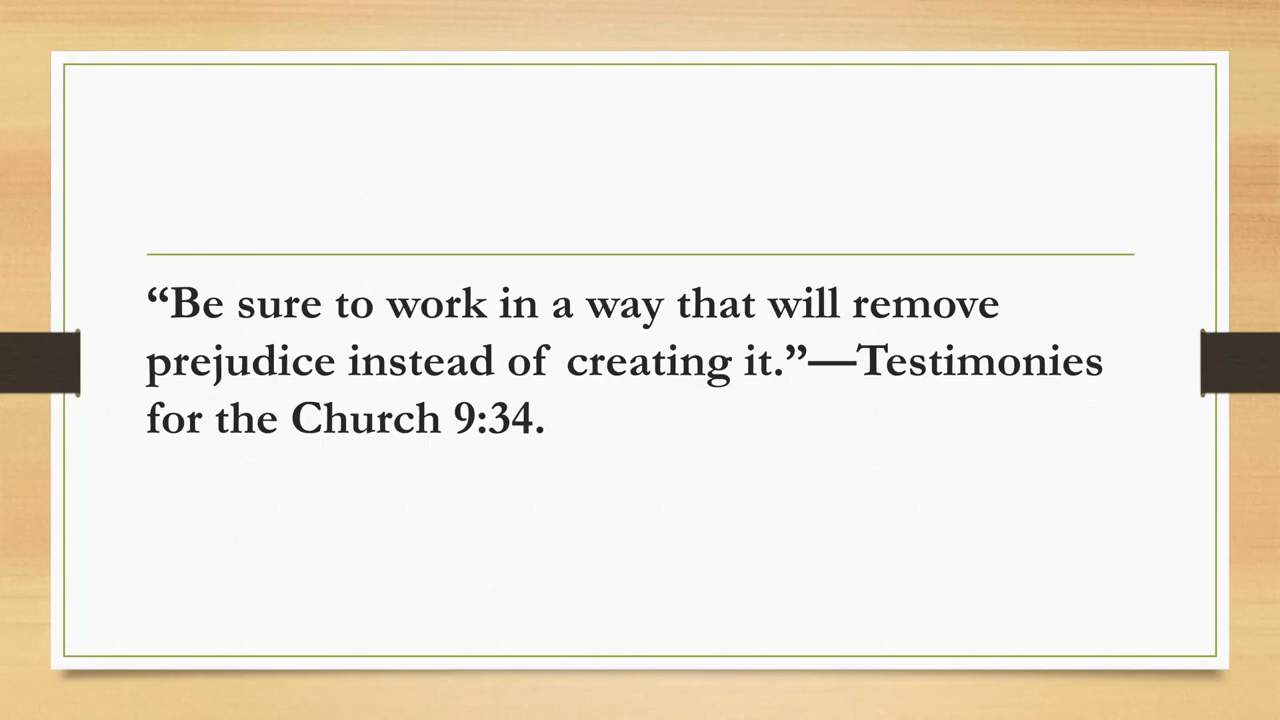 “Be sure to work in a way that will remove
prejudice instead of creating it.”—Testimonies
for the Church 9:34.